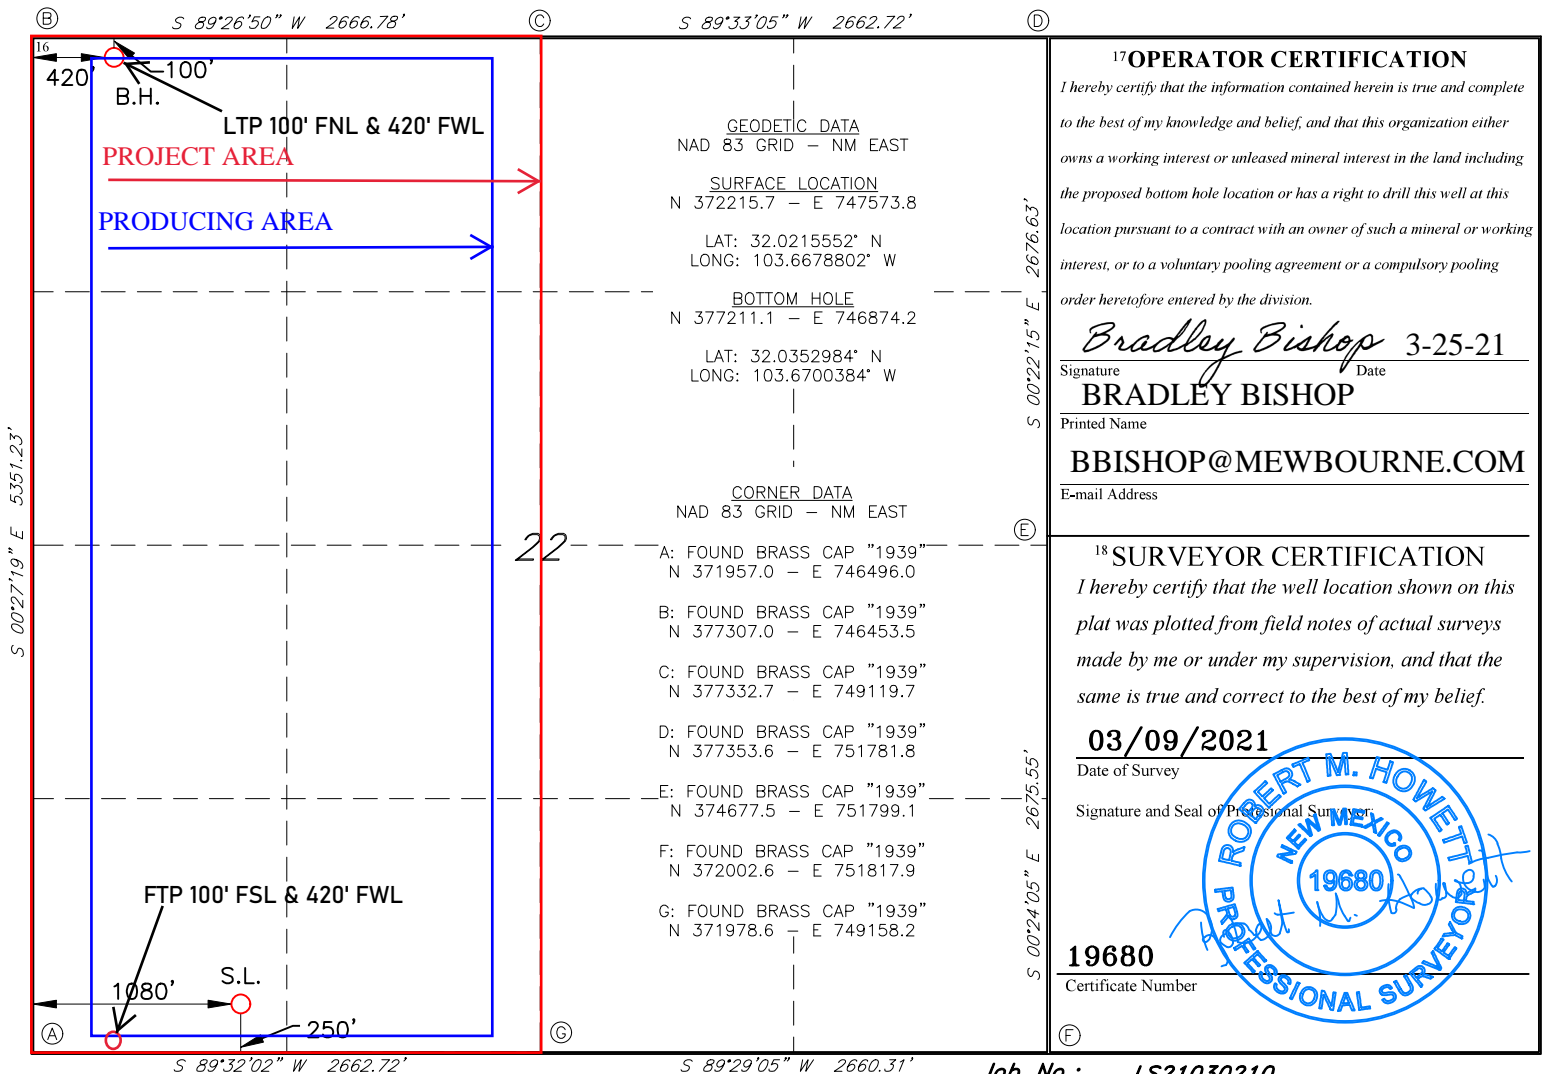 B
S 89°26'50" W 2666.78'
C
S 89°33'05" W 2662.72'
D
16
420'
100'
B.H.
LTP 100' FNL & 420' FWL
PROJECT AREA
PRODUCING AREA
S 00°27'19" E 5351.23'
22
FTP 100' FSL & 420' FWL
S.L.
1080'
250'
A
G
S 89°32'02" W 2662.72'
GEODETIC DATA
NAD 83 GRID – NM EAST
SURFACE LOCATION
N 372215.7 – E 747573.8
LAT: 32.0215552° N
LONG: 103.6678802° W
BOTTOM HOLE
N 377211.1 – E 746874.2
LAT: 32.0352984° N
LONG: 103.6700384° W
CORNER DATA
NAD 83 GRID – NM EAST
A: FOUND BRASS CAP "1939"
N 371957.0 – E 746496.0
B: FOUND BRASS CAP "1939"
N 377307.0 – E 746453.5
C: FOUND BRASS CAP "1939"
N 377332.7 – E 749119.7
D: FOUND BRASS CAP "1939"
N 377353.6 – E 751781.8
E: FOUND BRASS CAP "1939"
N 374677.5 – E 751799.1
F: FOUND BRASS CAP "1939"
N 372002.6 – E 751817.9
G: FOUND BRASS CAP "1939"
N 371978.6 – E 749158.2
S 00°22'15" E 2676.63'
E
S 00°24'05" E 2675.55'
F
S 89°29'05" W 2660.31'
17 OPERATOR CERTIFICATION
I hereby certify that the information contained herein is true and complete
to the best of my knowledge and belief, and that this organization either
owns a working interest or unleased mineral interest in the land including
the proposed bottom hole location or has a right to drill this well at this
location pursuant to a contract with an owner of such a mineral or working
interest, or to a voluntary pooling agreement or a compulsory pooling
order heretofore entered by the division.
Bradley Bishop 3-25-21
Signature Date
BRADLEY BISHOP
Printed Name
BBISHOP@MEWBOURNE.COM
E-mail Address
18 SURVEYOR CERTIFICATION
I hereby certify that the well location shown on this
plat was plotted from field notes of actual surveys
made by me or under my supervision, and that the
same is true and correct to the best of my belief.
03/09/2021
Date of Survey
Signature and Seal of Professional Surveyor:
ROBERT M. HOWETT
NEW MEXICO
19680
PROFESSIONAL SURVEYOR
Robert M. Howett
19680
Certificate Number
Job No.: LS21030210